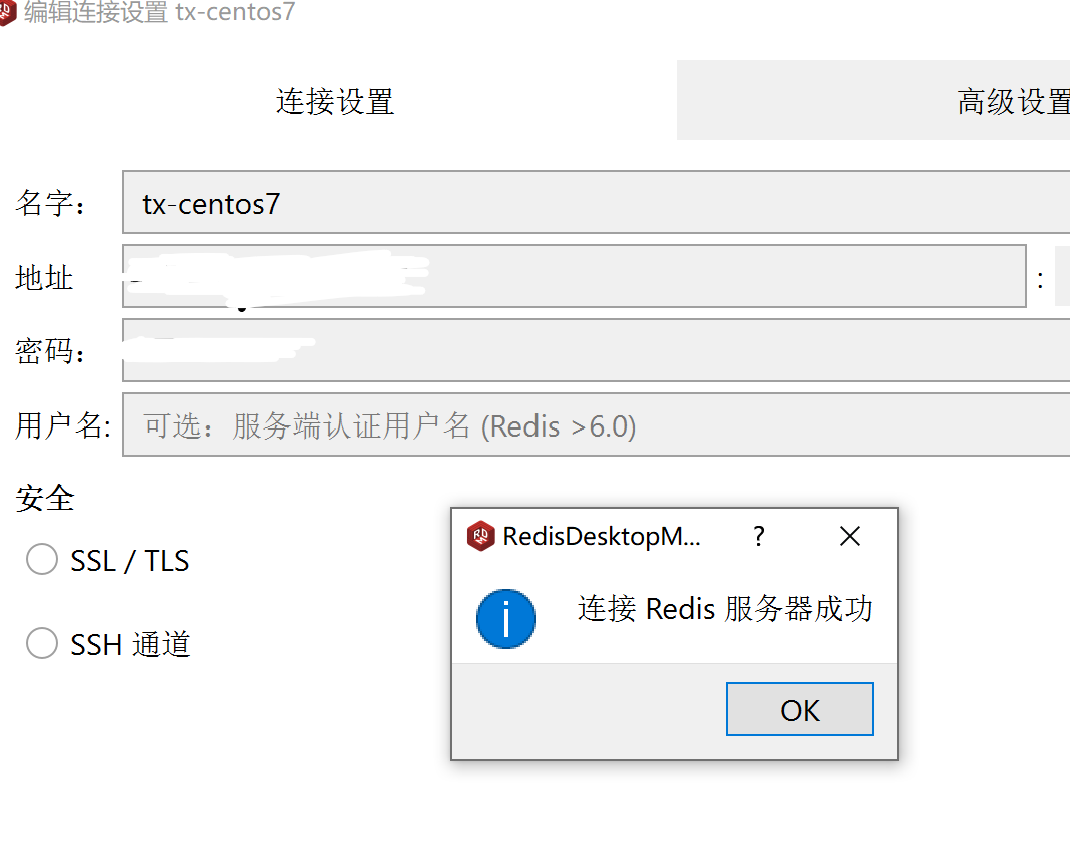 编辑连接设置 tx-centos7
连接设置
高级设置
名字：
tx-centos7
地址
:
密码：
用户名:
可选：服务端认证用户名 (Redis >6.0)
安全
SSL / TLS
SSH 通道
RedisDesktopM...
?
连接 Redis 服务器成功
OK